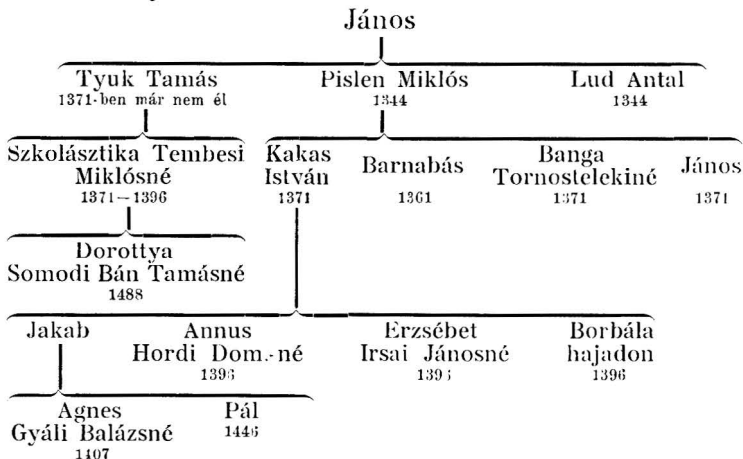 János
Tyuk Tamás Pislen Miklós Lud Antal
1371-ben már nem él 1344 1344
Szkolásztika Tembesi Kakas Barnabás Banga János
Miklósné István Tornostelekiné
1371–1396 1371 1361 1371 1371
Dorottya
Somodi Bán Tamásné
1488
Jakab Annus Erzsébet Borbála
Hordi Dom.-né Irsai Jánosné hajadon
1396 1396
Agnes Pál
Gyáli Balázsné 1446
1407